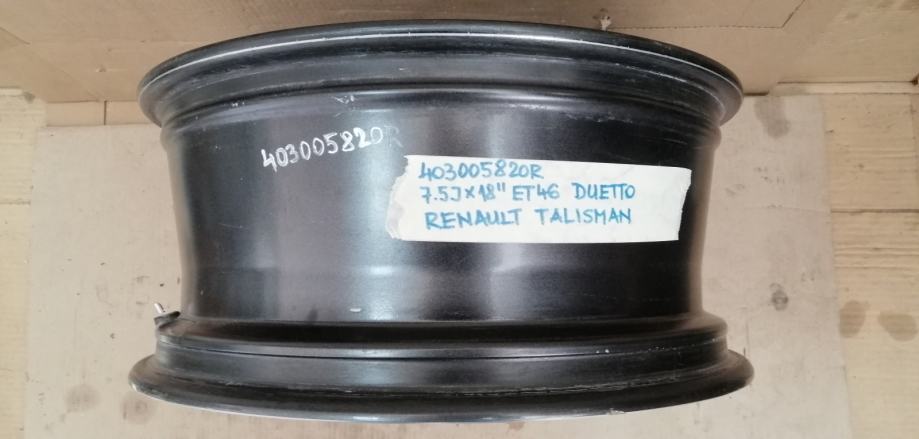 403005820R
403005820R
7.5J×18" ET46 DUETTO
RENAULT TALISMAN